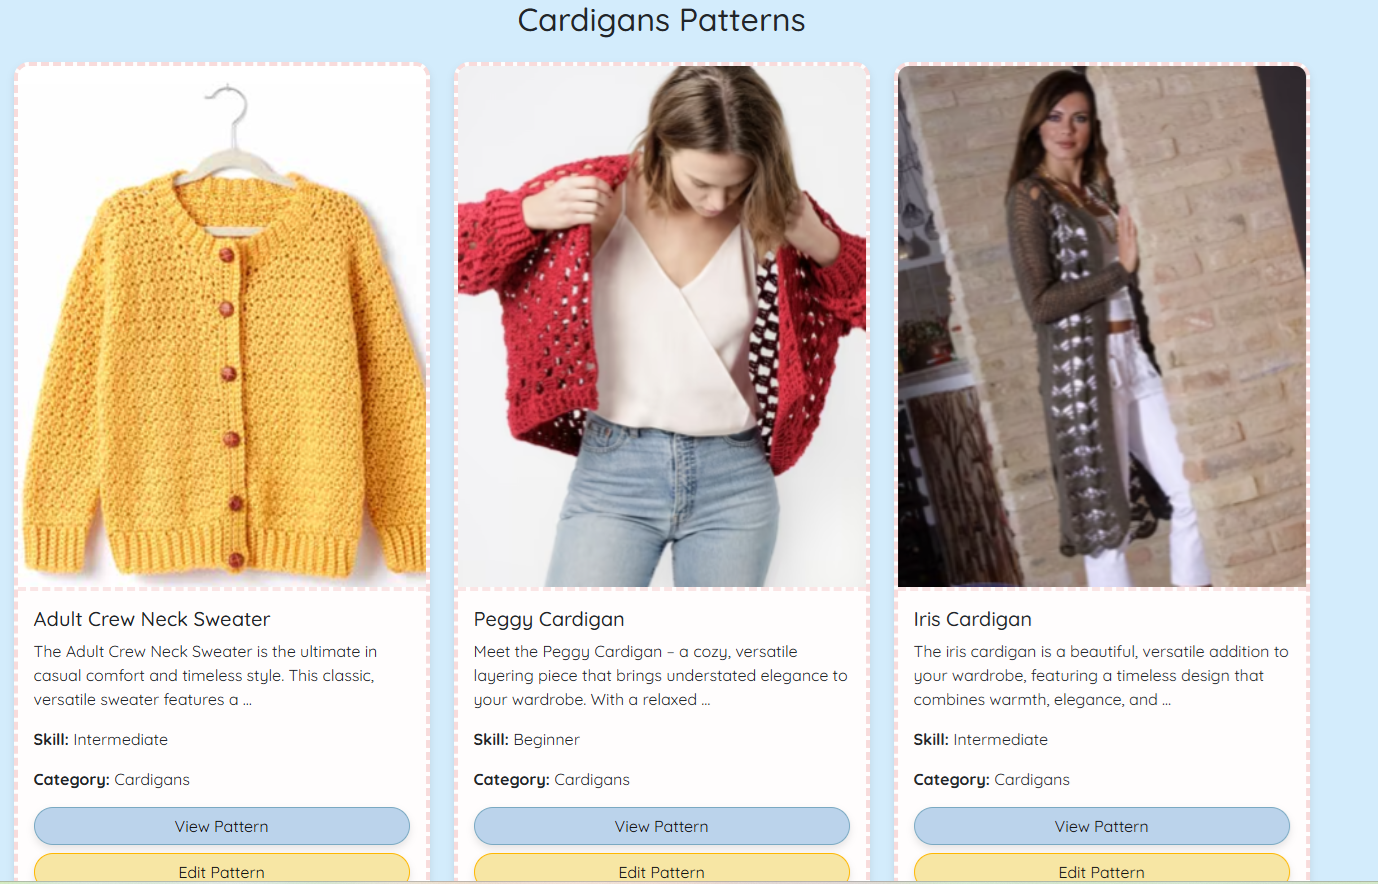 Cardigans Patterns
Adult Crew Neck Sweater
The Adult Crew Neck Sweater is the ultimate in
casual comfort and timeless style. This classic,
versatile sweater features a ...
Skill: Intermediate
Category: Cardigans
View Pattern
Edit Pattern
Peggy Cardigan
Meet the Peggy Cardigan – a cozy, versatile
layering piece that brings understated elegance to
your wardrobe. With a relaxed ...
Skill: Beginner
Category: Cardigans
View Pattern
Edit Pattern
Iris Cardigan
The iris cardigan is a beautiful, versatile addition to
your wardrobe, featuring a timeless design that
combines warmth, elegance, and ...
Skill: Intermediate
Category: Cardigans
View Pattern
Edit Pattern